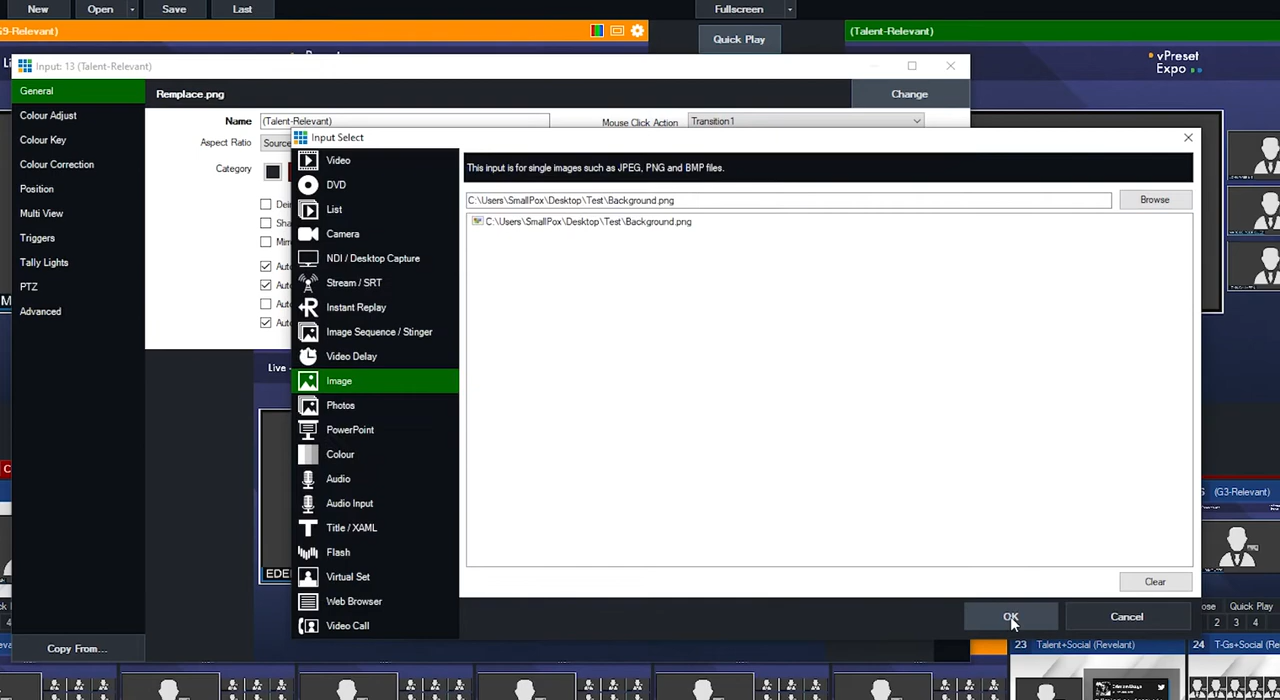 New
Open
Save
Last
Fullscreen
G9-Relevant)
Quick Play
(Talent-Relevant)
vPreset
Expo
Input: 13 (Talent-Relevant)
General
Remplace.png
Change
Colour Adjust
Name
(Talent-Relevant)
Mouse Click Action
Transition1
Colour Key
Aspect Ratio
Input Select
Colour Correction
Category
Position
Multi View
Triggers
Tally Lights
PTZ
Advanced
Copy From...
Video
DVD
List
Camera
NDI / Desktop Capture
Stream / SRT
Instant Replay
Image Sequence / Stinger
Video Delay
Image
Photos
PowerPoint
Colour
Audio
Audio Input
Title / XAML
Flash
Virtual Set
Web Browser
Video Call
This input is for single images such as JPEG, PNG and BMP files.
C:\Users\SmallPox\Desktop\Test\Background.png
Browse
C:\Users\SmallPox\Desktop\Test\Background.png
Clear
OK
Cancel
Live -
(G3-Relevant)
Quick Play
2 3 4
23 Talent+Social (Revelant)
24 T-Gs+Social (Relevant)